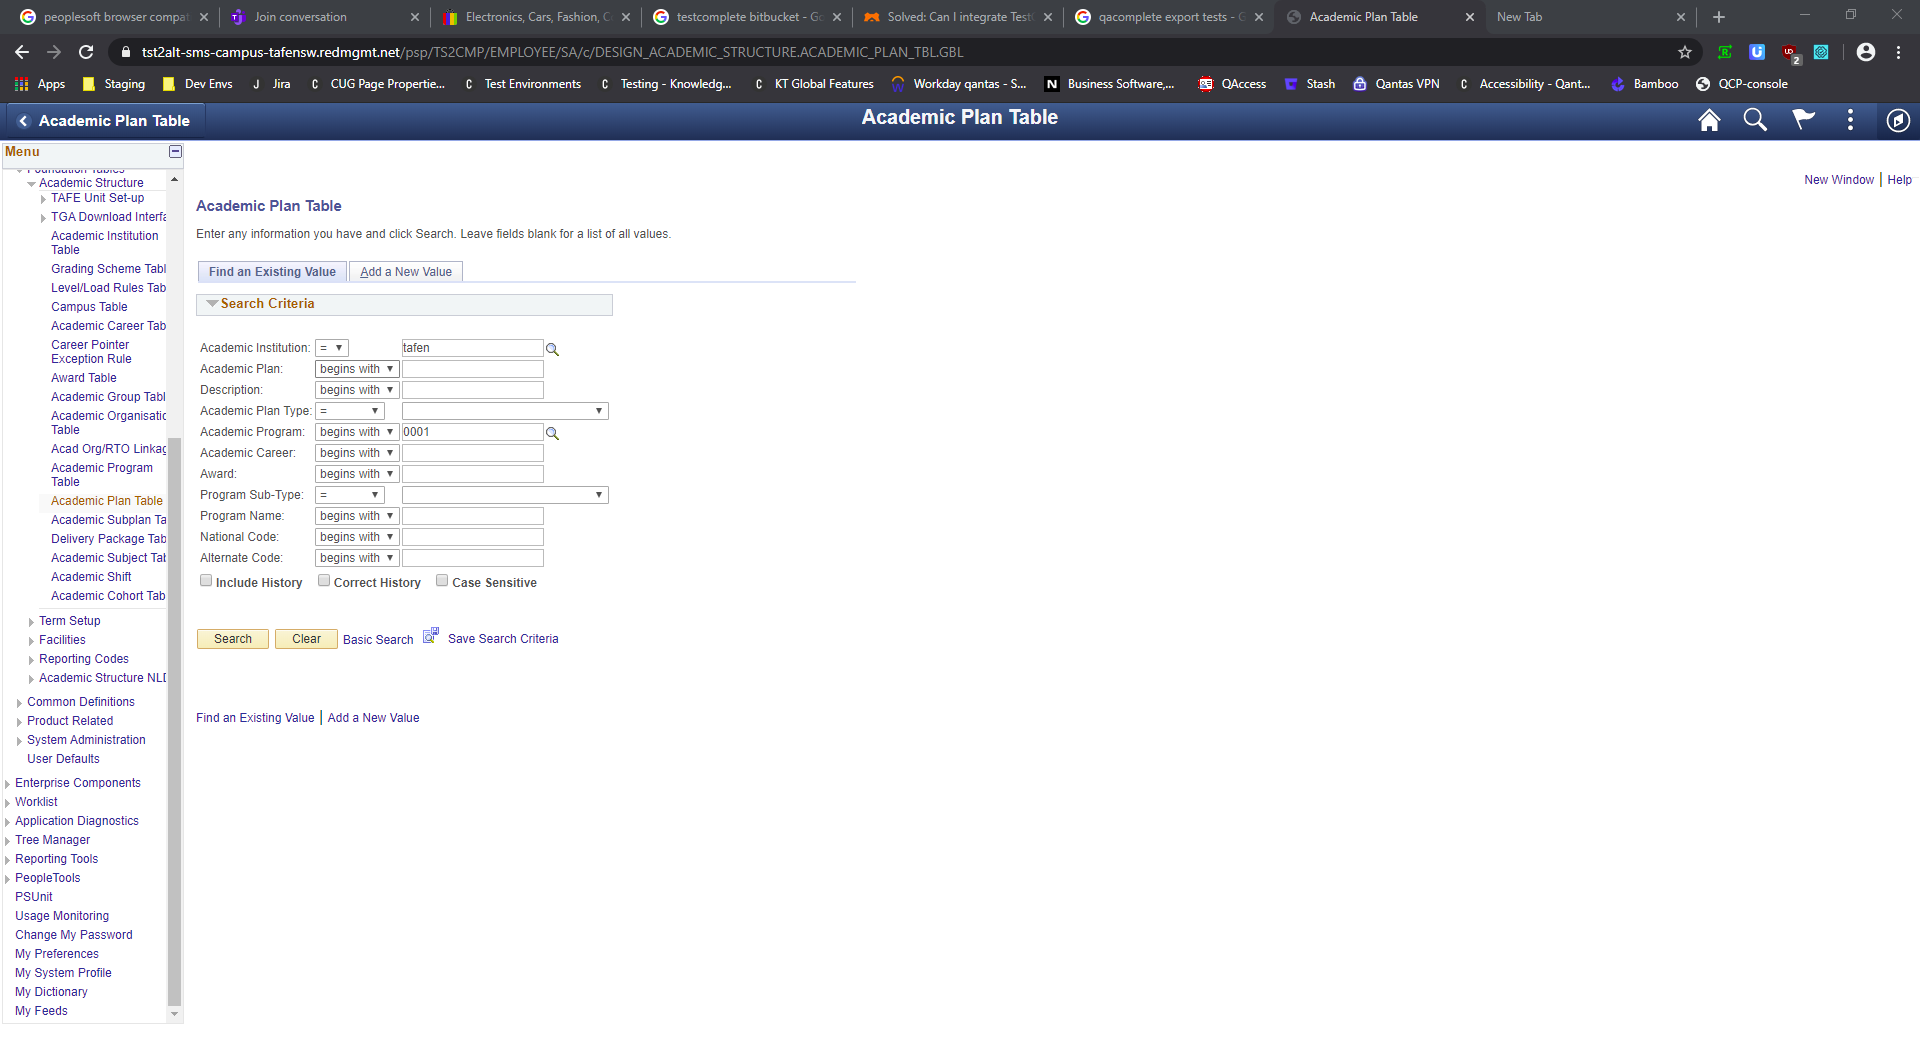 peoplesoft browser compat
Join conversation
Electronics, Cars, Fashion, C
testcomplete bitbucket - Go
Solved: Can I integrate Test
qacomplete export tests - G
Academic Plan Table
New Tab
tst2alt-sms-campus-tafensw.redmgmt.net/psp/TS2CMP/EMPLOYEE/SA/c/DESIGN_ACADEMIC_STRUCTURE.ACADEMIC_PLAN_TBL.GBL
2
Apps
Staging
Dev Envs
J Jira
C CUG Page Propertie...
C Test Environments
C Testing - Knowledg...
C KT Global Features
Workday qantas - S...
N Business Software,...
QAccess
Stash
Qantas VPN
C Accessibility - Qant...
Bamboo
QCP-console
Academic Plan Table
Academic Plan Table
Menu
Foundation Tables
Academic Structure
TAFE Unit Set-up
TGA Download Interfa
Academic Institution
Table
Grading Scheme Tabl
Level/Load Rules Tab
Campus Table
Academic Career Tab
Career Pointer
Exception Rule
Award Table
Academic Group Tabl
Academic Organisatio
Table
Acad Org/RTO Linkag
Academic Program
Table
Academic Plan Table
Academic Subplan Ta
Delivery Package Tab
Academic Subject Tab
Academic Shift
Academic Cohort Tab
Term Setup
Facilities
Reporting Codes
Academic Structure NLD
Common Definitions
Product Related
System Administration
User Defaults
Enterprise Components
Worklist
Application Diagnostics
Tree Manager
Reporting Tools
PeopleTools
PSUnit
Usage Monitoring
Change My Password
My Preferences
My System Profile
My Dictionary
My Feeds
New Window | Help
Academic Plan Table
Enter any information you have and click Search. Leave fields blank for a list of all values.
Find an Existing Value
Add a New Value
Search Criteria
Academic Institution: = tafen
Academic Plan: begins with
Description: begins with
Academic Plan Type: =
Academic Program: begins with 0001
Academic Career: begins with
Award: begins with
Program Sub-Type: =
Program Name: begins with
National Code: begins with
Alternate Code: begins with
Include History Correct History Case Sensitive
Search Clear Basic Search Save Search Criteria
Find an Existing Value | Add a New Value